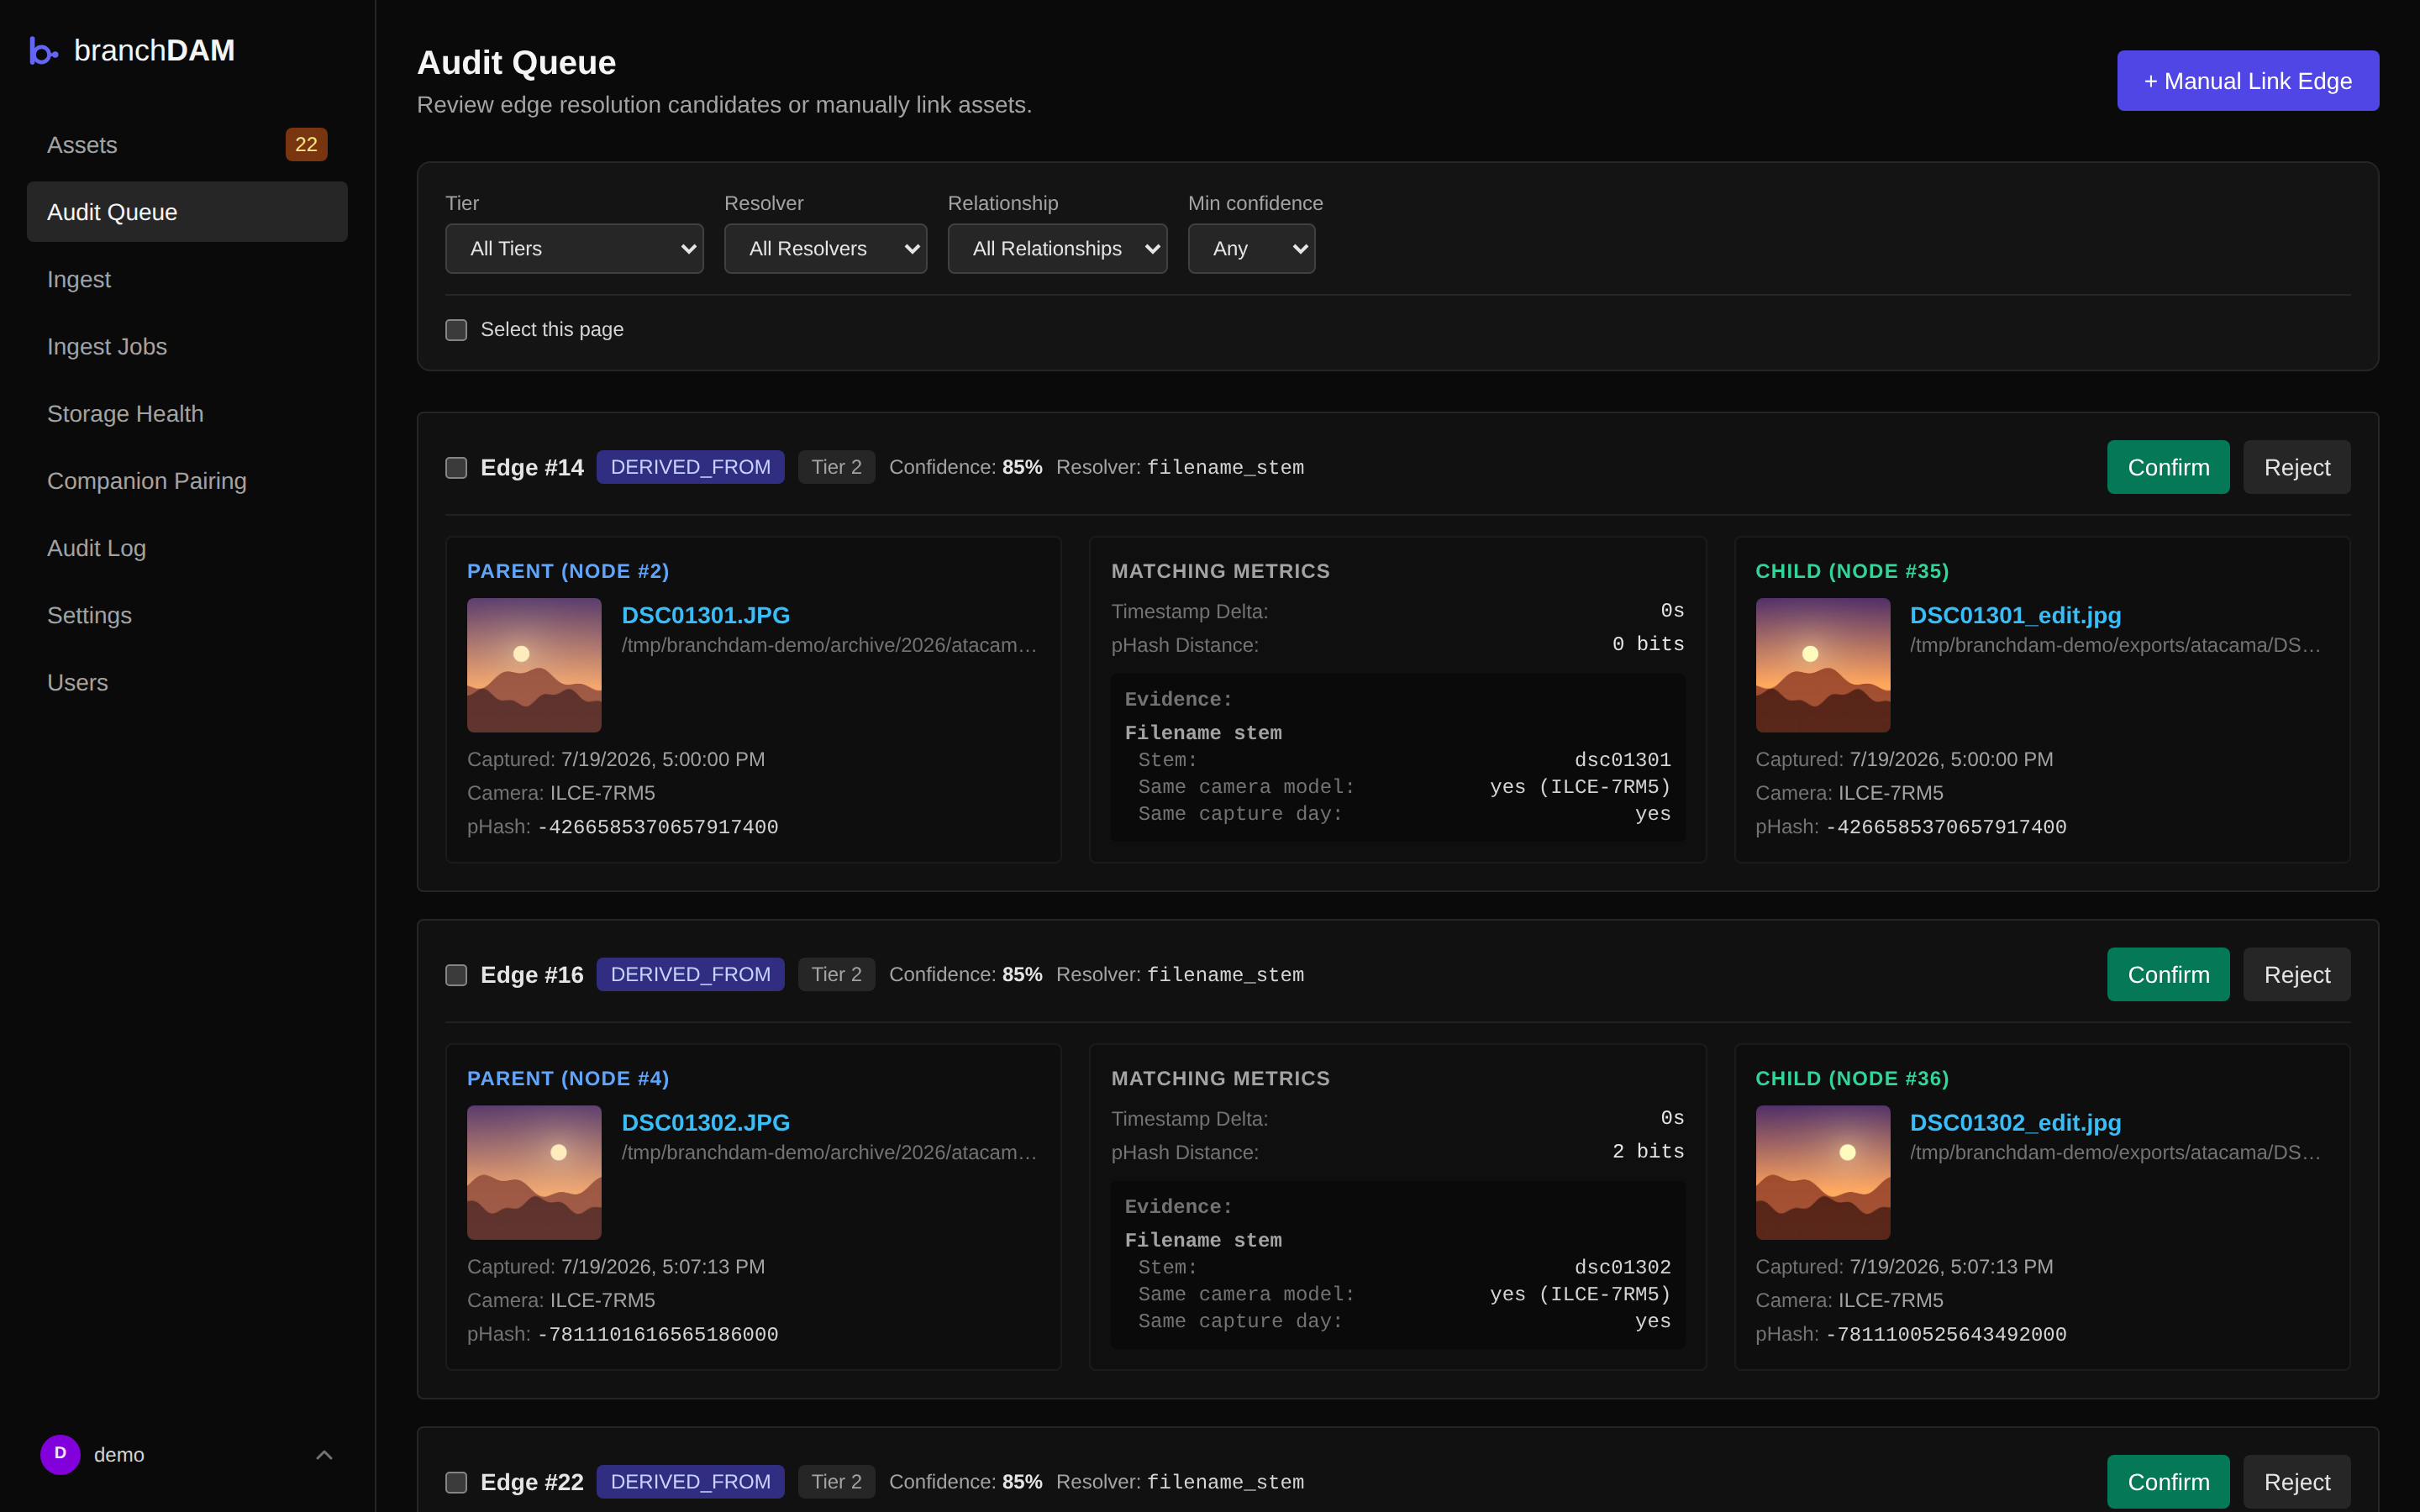 branchDAM
Assets 22
Audit Queue
Ingest
Ingest Jobs
Storage Health
Companion Pairing
Audit Log
Settings
Users
D demo
Audit Queue
Review edge resolution candidates or manually link assets.
+ Manual Link Edge
Tier Resolver Relationship Min confidence
All Tiers All Resolvers All Relationships Any
Select this page
Edge #14 DERIVED_FROM Tier 2 Confidence: 85% Resolver: filename_stem Confirm Reject
PARENT (NODE #2)
DSC01301.JPG
/tmp/branchdam-demo/archive/2026/atacam…
Captured: 7/19/2026, 5:00:00 PM
Camera: ILCE-7RM5
pHash: -4266585370657917400
MATCHING METRICS
Timestamp Delta: 0s
pHash Distance: 0 bits
Evidence:
Filename stem
Stem: dsc01301
Same camera model: yes (ILCE-7RM5)
Same capture day: yes
CHILD (NODE #35)
DSC01301_edit.jpg
/tmp/branchdam-demo/exports/atacama/DS…
Captured: 7/19/2026, 5:00:00 PM
Camera: ILCE-7RM5
pHash: -4266585370657917400
Edge #16 DERIVED_FROM Tier 2 Confidence: 85% Resolver: filename_stem Confirm Reject
PARENT (NODE #4)
DSC01302.JPG
/tmp/branchdam-demo/archive/2026/atacam…
Captured: 7/19/2026, 5:07:13 PM
Camera: ILCE-7RM5
pHash: -7811101616565186000
MATCHING METRICS
Timestamp Delta: 0s
pHash Distance: 2 bits
Evidence:
Filename stem
Stem: dsc01302
Same camera model: yes (ILCE-7RM5)
Same capture day: yes
CHILD (NODE #36)
DSC01302_edit.jpg
/tmp/branchdam-demo/exports/atacama/DS…
Captured: 7/19/2026, 5:07:13 PM
Camera: ILCE-7RM5
pHash: -7811100525643492000
Edge #22 DERIVED_FROM Tier 2 Confidence: 85% Resolver: filename_stem Confirm Reject